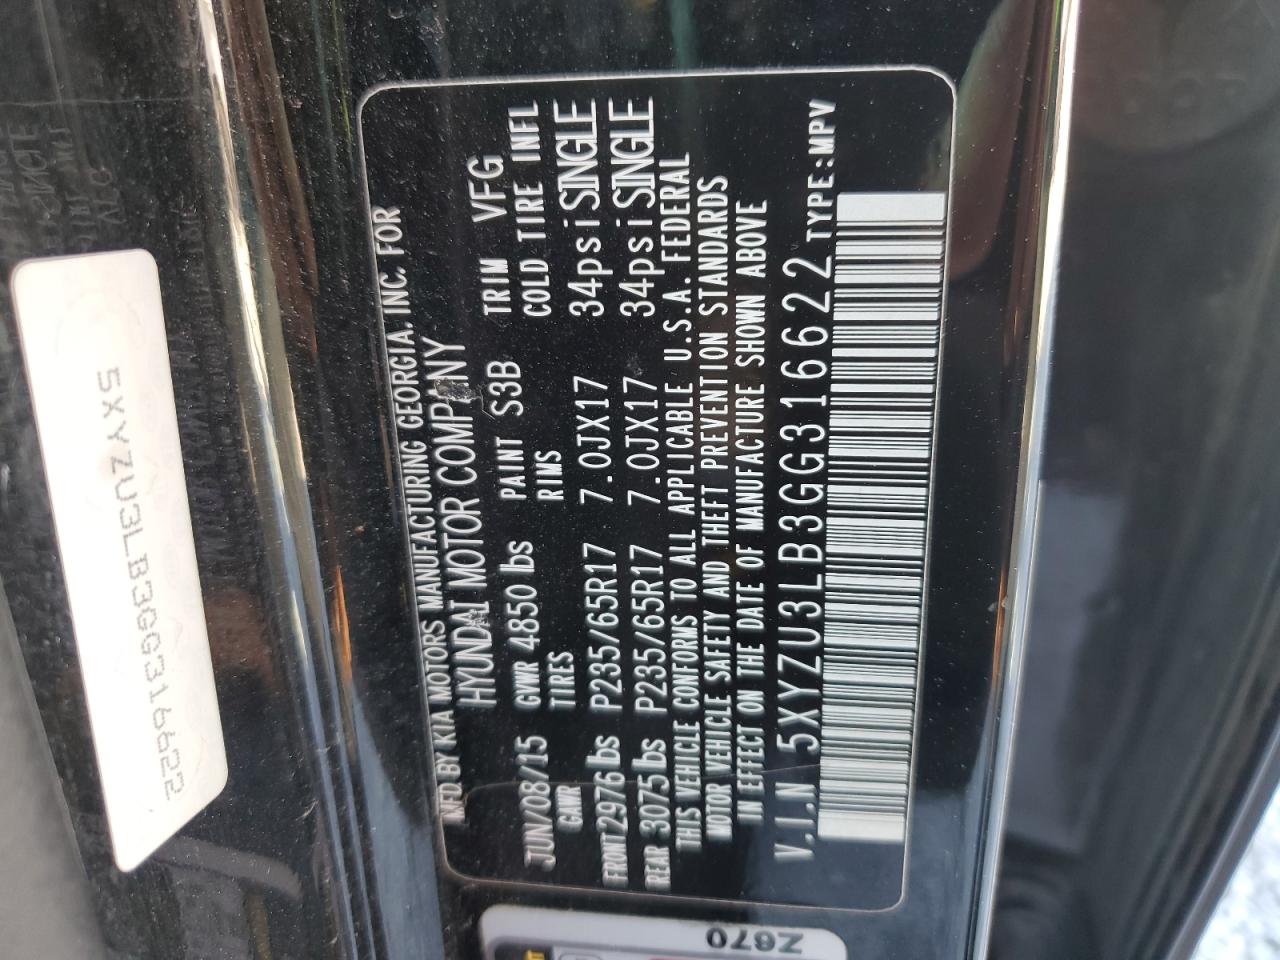 MFD. BY KIA MOTORS MANUFACTURING GEORGIA, INC. FOR
HYUNDAI MOTOR COMPANY
JUN/08/15 GVWR 4850 lbs PAINT S3B TRIM VFG
GAWR TIRES RIMS COLD TIRE INFL
FRONT 2976 lbs P235/65R17 7.0JX17 34psi SINGLE
REAR 3075 lbs P235/65R17 7.0JX17 34psi SINGLE
THIS VEHICLE CONFORMS TO ALL APPLICABLE U.S.A. FEDERAL
MOTOR VEHICLE SAFETY AND THEFT PREVENTION STANDARDS
IN EFFECT ON THE DATE OF MANUFACTURE SHOWN ABOVE
V.I.N 5XYZU3LB3GG316622 TYPE:MPV
5XYZU3LB3GG316622
Z670